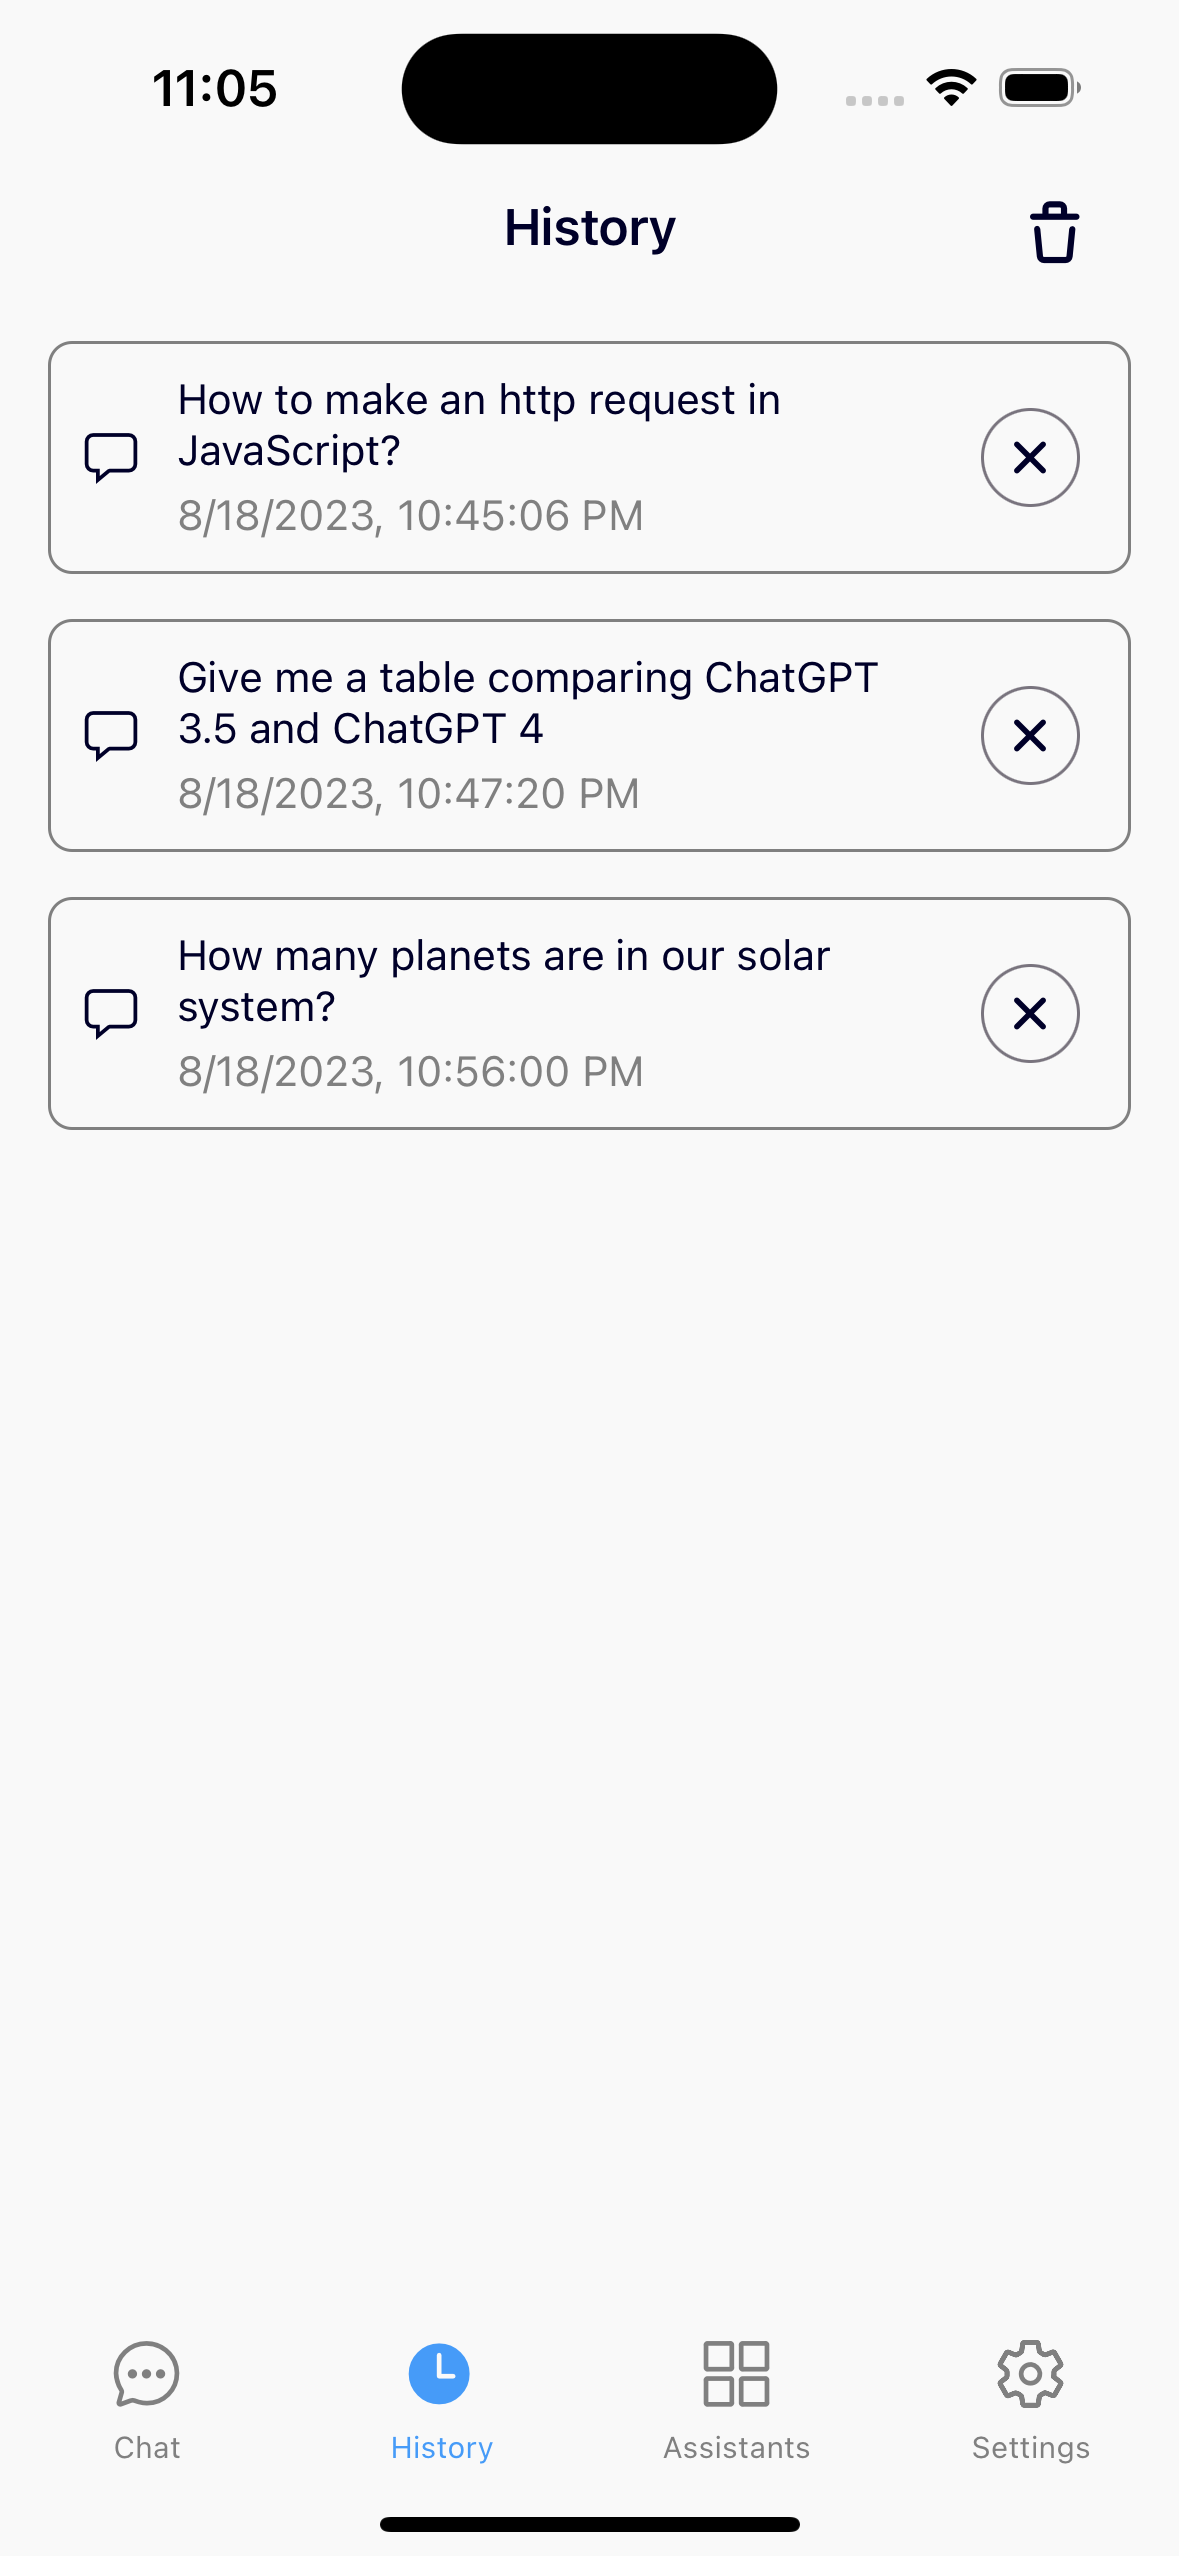 11:05
History
How to make an http request in
JavaScript?
8/18/2023, 10:45:06 PM
Give me a table comparing ChatGPT
3.5 and ChatGPT 4
8/18/2023, 10:47:20 PM
How many planets are in our solar
system?
8/18/2023, 10:56:00 PM
Chat
History
Assistants
Settings